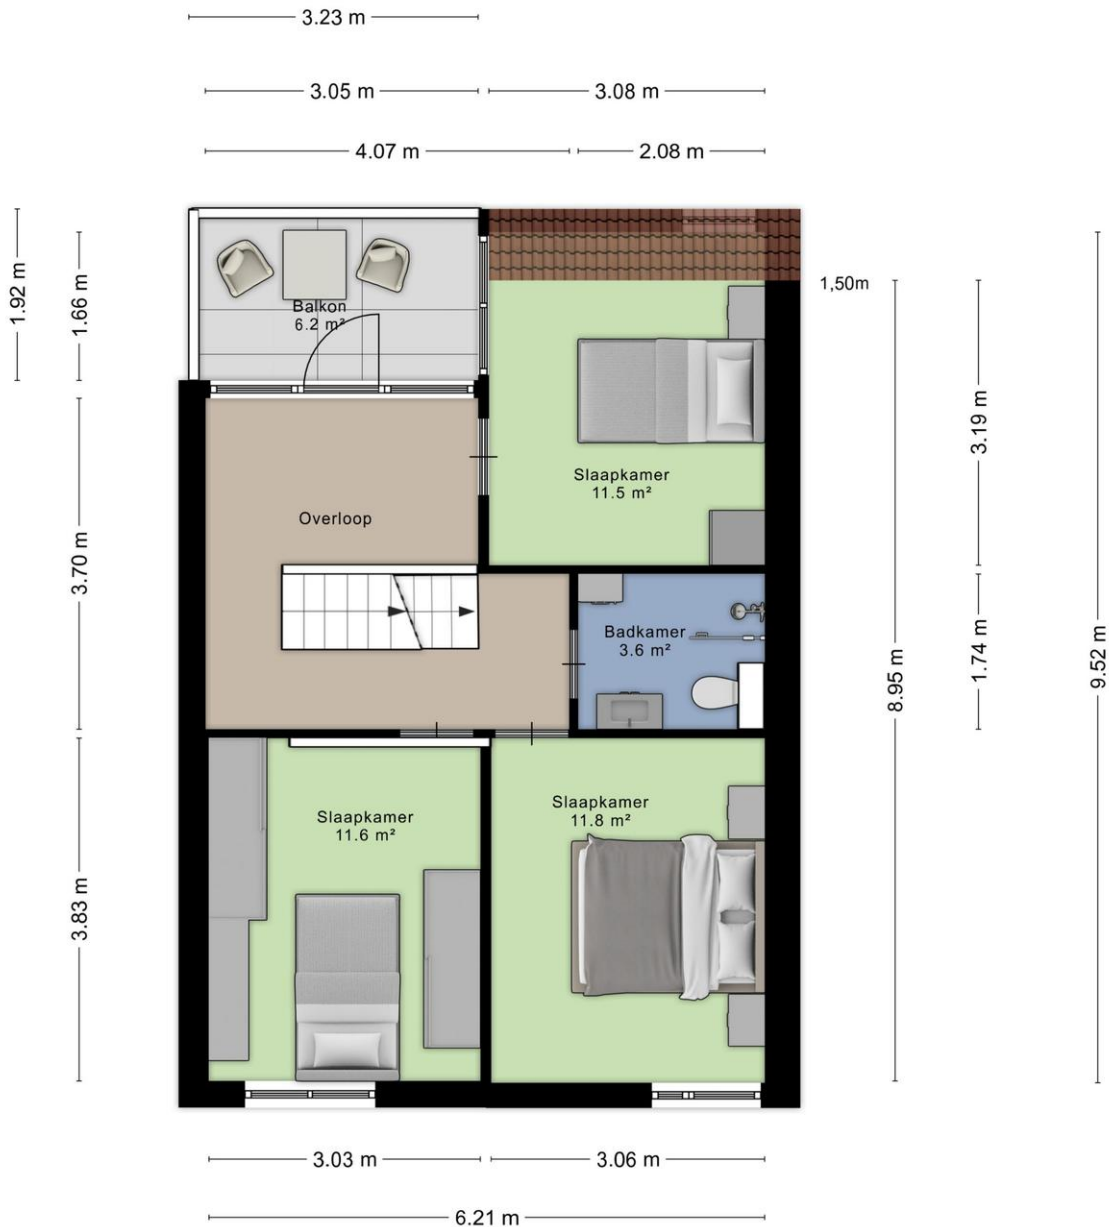 3.23 m
3.05 m
3.08 m
4.07 m
2.08 m
1.92 m
1.66 m
Balkon
6.2 m²
1,50m
3.19 m
Slaapkamer
11.5 m²
Overloop
3.70 m
Badkamer
3.6 m²
1.74 m
8.95 m
9.52 m
Slaapkamer
11.6 m²
Slaapkamer
11.8 m²
3.83 m
3.03 m
3.06 m
6.21 m